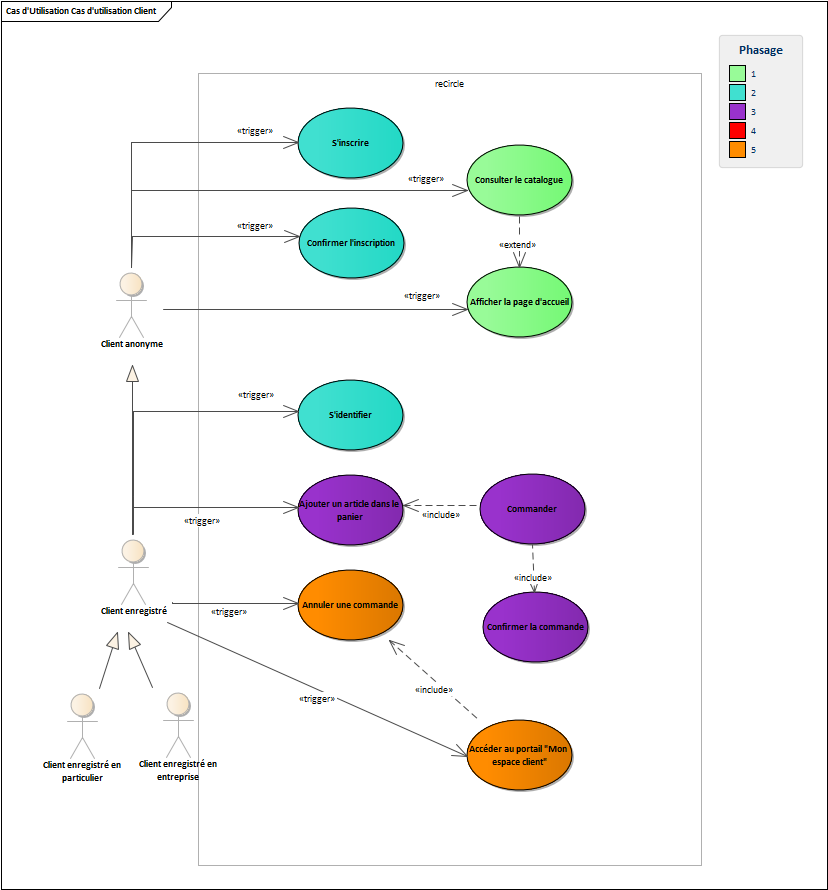 Cas d'Utilisation Cas d'utilisation Client
Phasage
1
2
3
4
5
reCircle
«trigger»
S'inscrire
«trigger»
Consulter le catalogue
«trigger»
Confirmer l'inscription
«extend»
«trigger»
Afficher la page d'accueil
Client anonyme
«trigger»
S'identifier
Ajouter un article dans le
panier
«trigger»
«include»
Commander
«include»
Client enregistré
«trigger»
Annuler une commande
Confirmer la commande
«trigger»
«include»
Accéder au portail "Mon
espace client"
Client enregistré en
particulier
Client enregistré en
entreprise